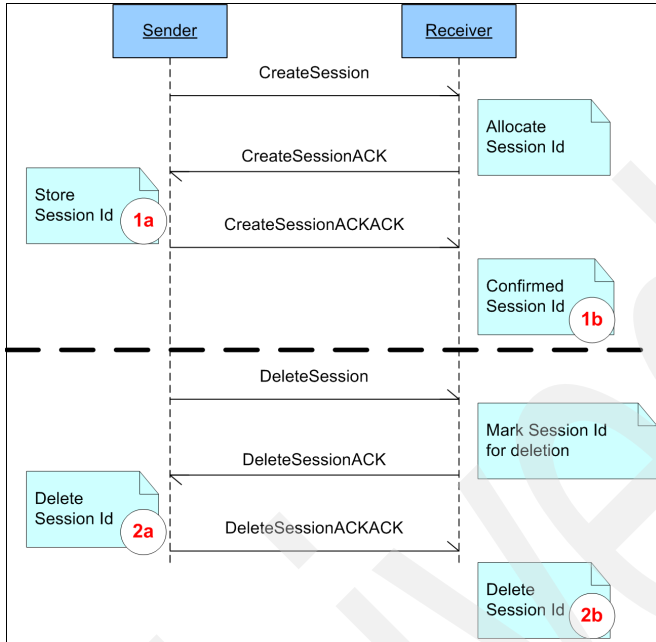 Sender
Receiver
CreateSession
Allocate
Session Id
CreateSessionACK
Store
Session Id
1a
CreateSessionACKACK
Confirmed
Session Id
1b
DeleteSession
Mark Session Id
for deletion
DeleteSessionACK
Delete
Session Id
2a
DeleteSessionACKACK
Delete
Session Id
2b